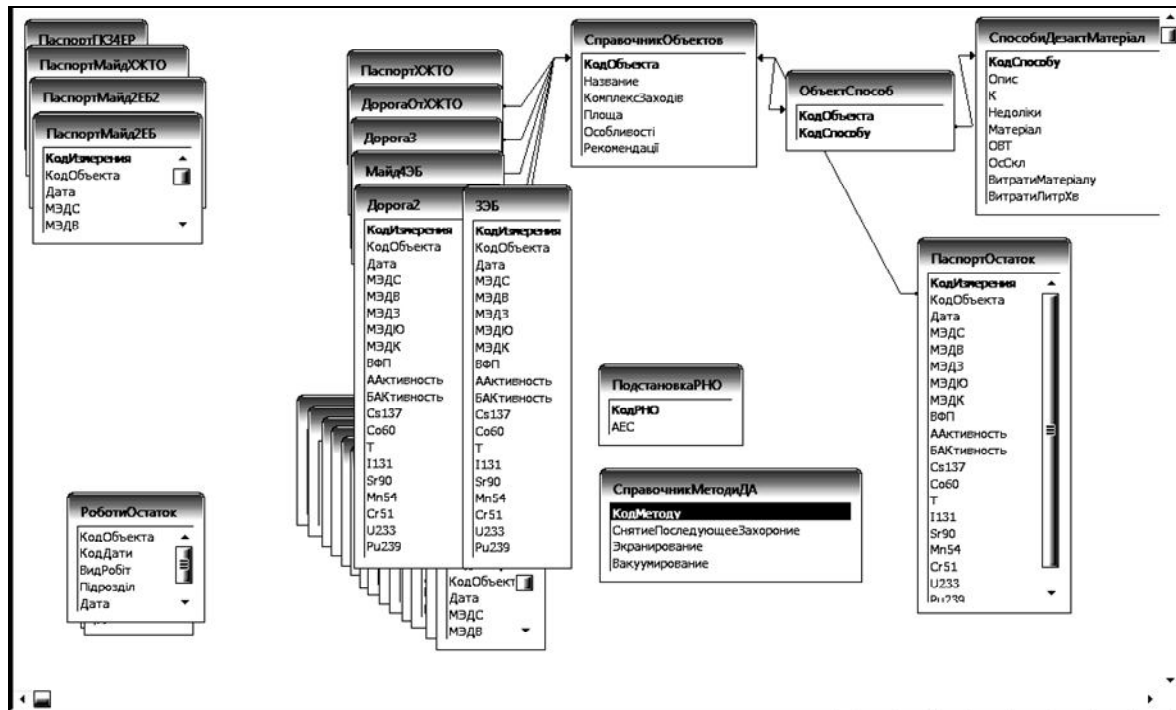 ПаспортПК34ЕР
ПаспортМайдХЖТО
ПаспортМайд2ЕБ2
ПаспортМайд2ЕБ
КодИзмерения
КодОбъекта
Дата
МЭДС
МЭДВ
РоботиОстаток
КодОбъекта
КодДати
ВидРобіт
Підрозділ
Дата
ПаспортХЖТО
ДорогаОтХЖТО
Дорога3
Майд4ЭБ
Дорога2
КодИзмерения
КодОбъекта
Дата
МЭДС
МЭДВ
МЭДЗ
МЭДЮ
МЭДК
ВФП
ААктивность
БАКтивность
Cs137
Co60
T
I131
Sr90
Mn54
Cr51
U233
Pu239
3ЭБ
КодИзмерения
КодОбъекта
Дата
МЭДС
МЭДВ
МЭДЗ
МЭДЮ
МЭДК
ВФП
ААктивность
БАКтивность
Cs137
Co60
T
I131
Sr90
Mn54
Cr51
U233
Pu239
КодОбъект
Дата
МЭДС
МЭДВ
СправочникОбъектов
КодОбъекта
Название
КомплексЗаходів
Площа
Особливості
Рекомендації
ОбъектСпособ
КодОбъекта
КодСпособу
СпособиДезактМатеріал
КодСпособу
Опис
К
Недоліки
Матеріал
ОВТ
ОсСкл
ВитратиМатеріалу
ВитратиЛитрХв
ПодстановкаРНО
КодРНО
АЕС
СправочникМетодиДА
КодМетоду
СнятиеПоследующееЗахороние
Экранирование
Вакуумирование
ПаспортОстаток
КодИзмерения
КодОбъекта
Дата
МЭДС
МЭДВ
МЭДЗ
МЭДЮ
МЭДК
ВФП
ААктивность
БАКтивность
Cs137
Co60
T
I131
Sr90
Mn54
Cr51
U233
Pu239